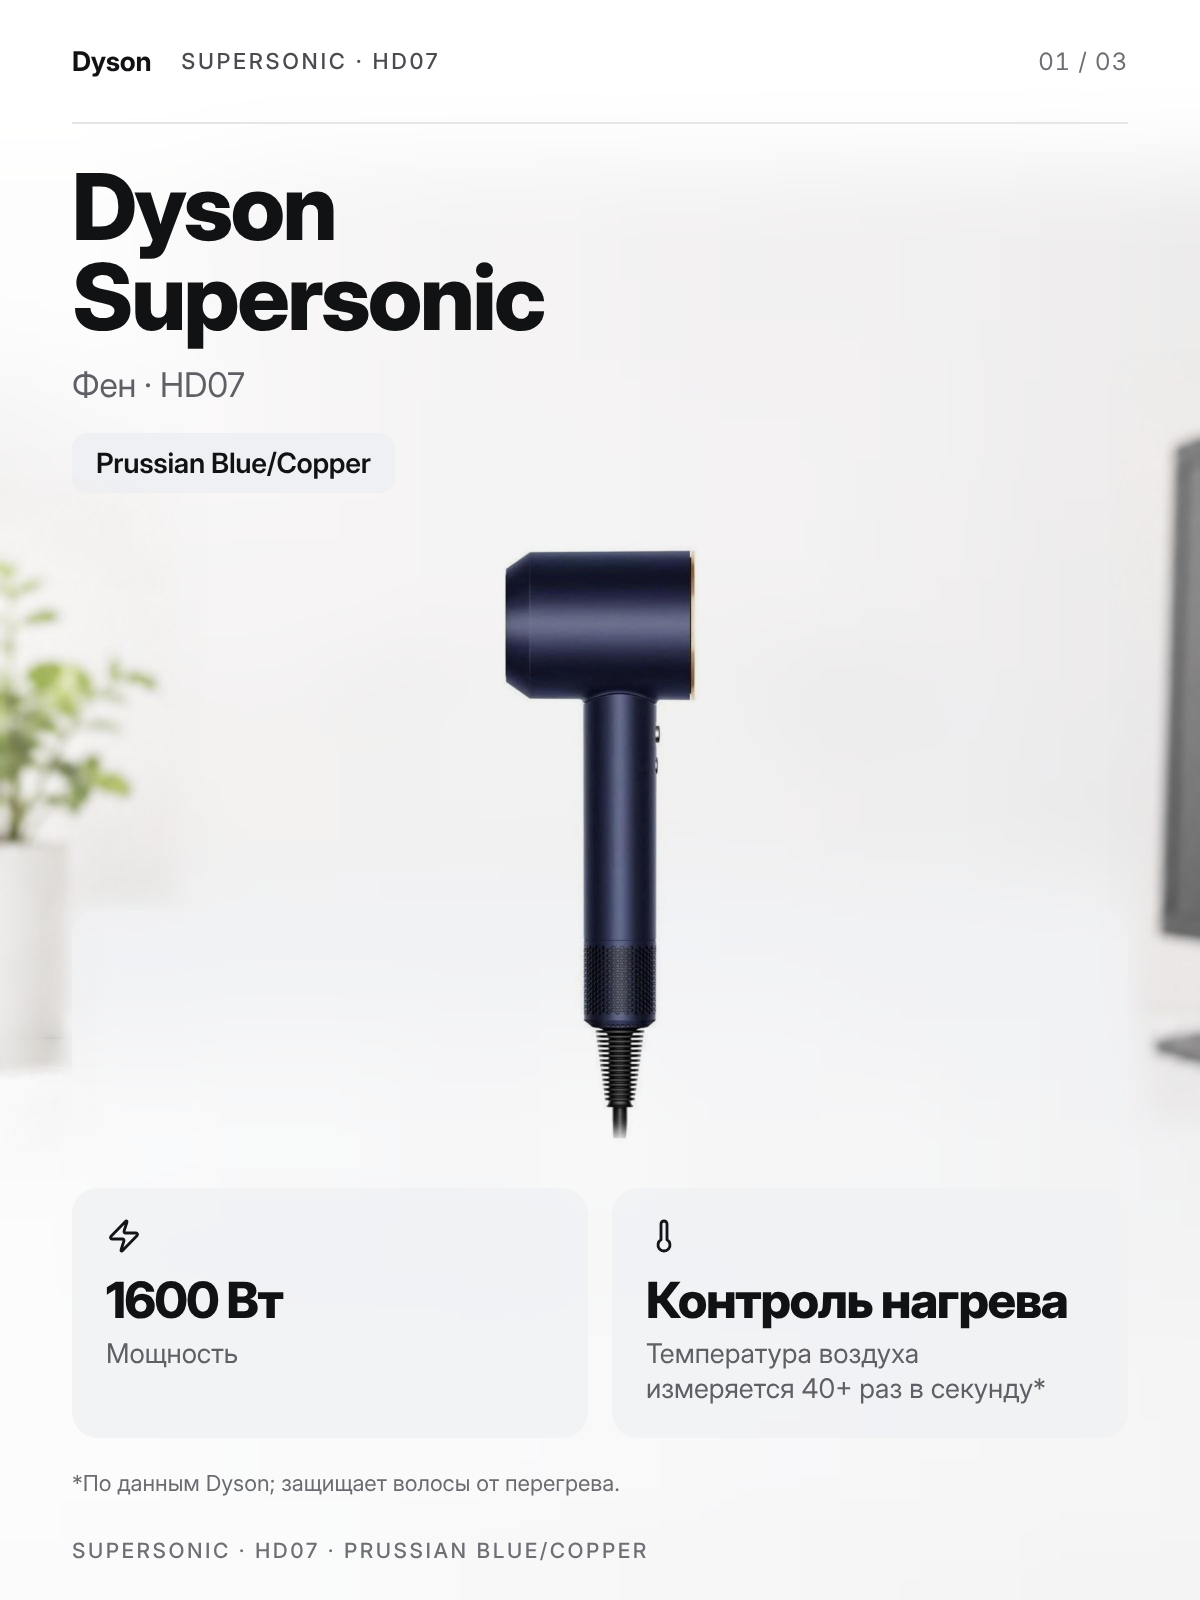 Dyson SUPERSONIC · HD07 01 / 03
Dyson
Supersonic
Фен · HD07
Prussian Blue/Copper
1600 Вт
Мощность
Контроль нагрева
Температура воздуха
измеряется 40+ раз в секунду*
*По данным Dyson; защищает волосы от перегрева.
SUPERSONIC · HD07 · PRUSSIAN BLUE/COPPER